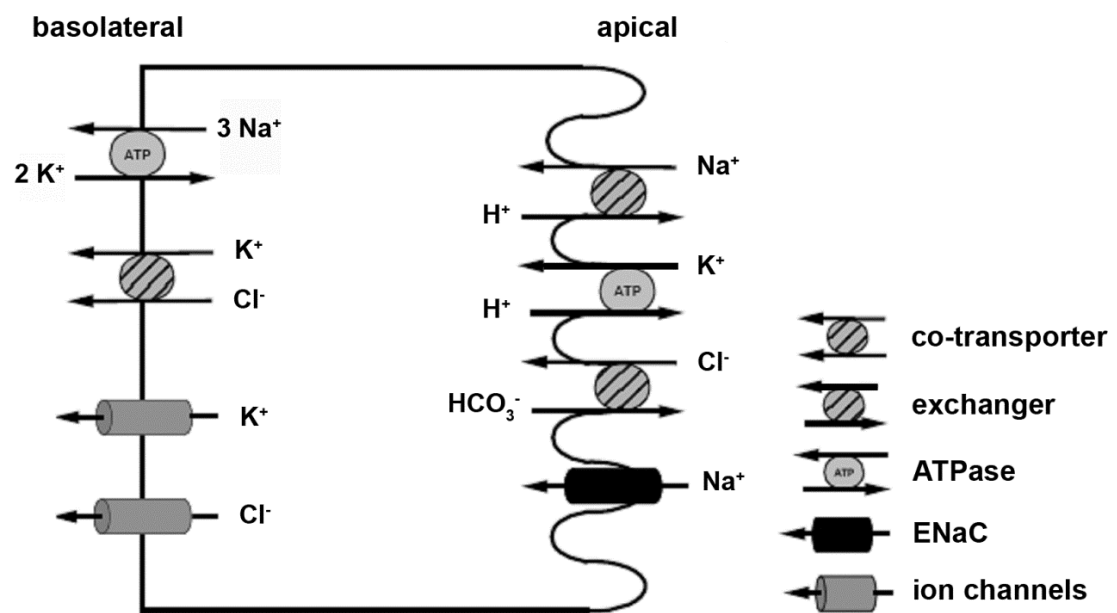 basolateral
apical
3 Na⁺
ATP
2 K⁺
K⁺
Cl⁻
K⁺
Cl⁻
Na⁺
H⁺
K⁺
ATP
H⁺
Cl⁻
HCO₃⁻
Na⁺
co-transporter
exchanger
ATP
ATPase
ENaC
ion channels